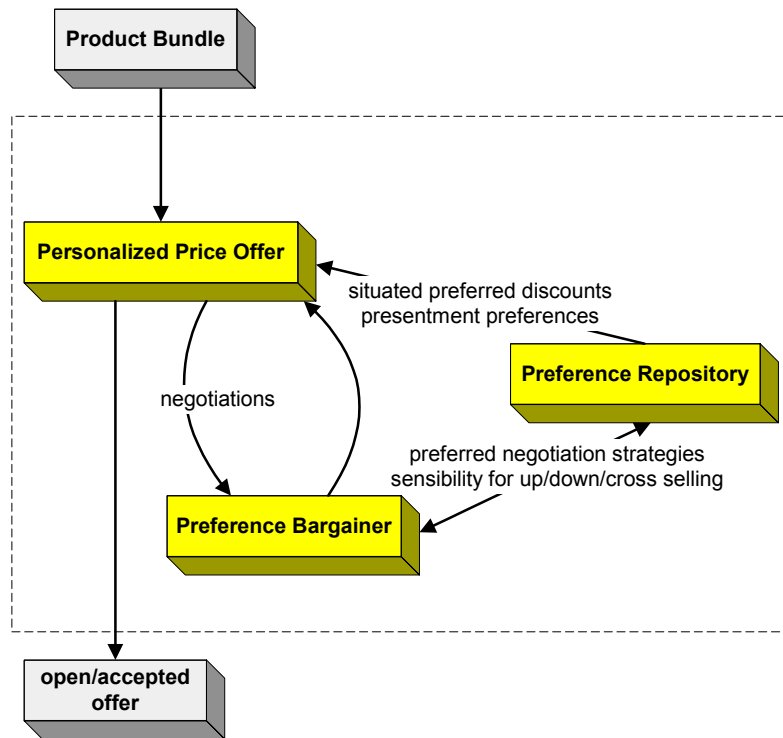 Product Bundle
Personalized Price Offer
situated preferred discounts
presentment preferences
Preference Repository
negotiations
preferred negotiation strategies
sensibility for up/down/cross selling
Preference Bargainer
open/accepted
offer